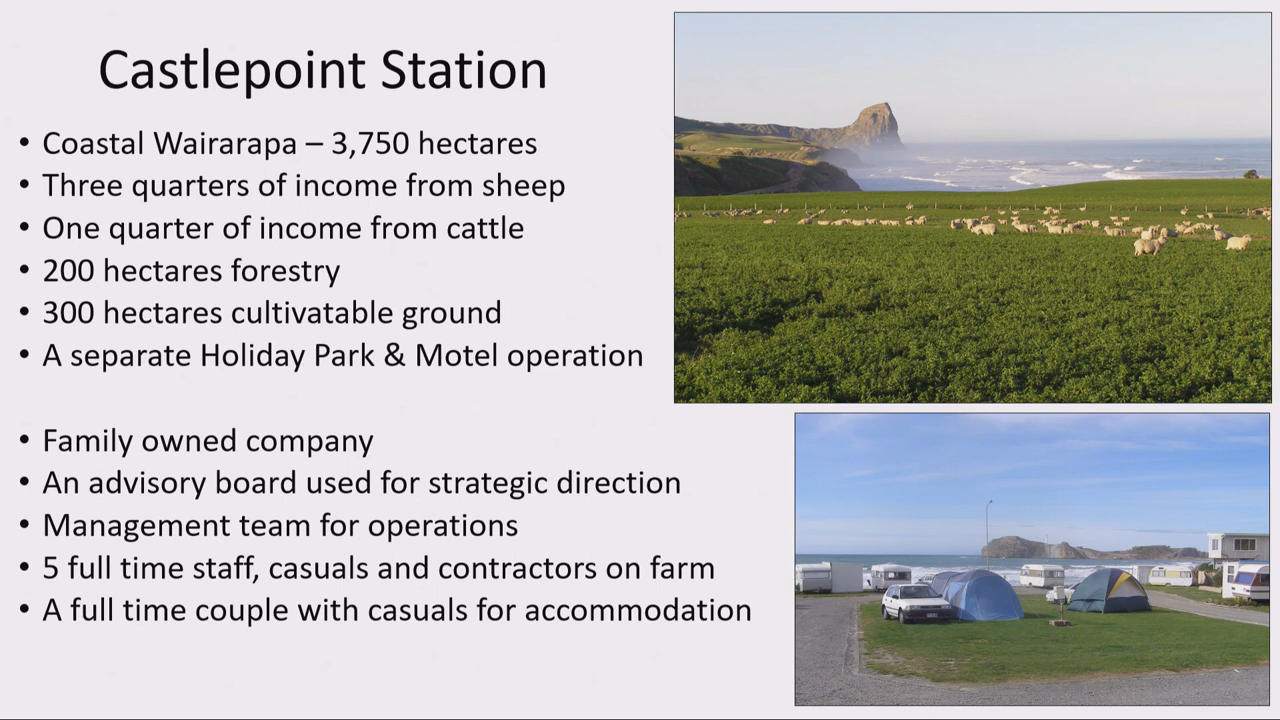 Castlepoint Station
• Coastal Wairarapa – 3,750 hectares
• Three quarters of income from sheep
• One quarter of income from cattle
• 200 hectares forestry
• 300 hectares cultivatable ground
• A separate Holiday Park & Motel operation
• Family owned company
• An advisory board used for strategic direction
• Management team for operations
• 5 full time staff, casuals and contractors on farm
• A full time couple with casuals for accommodation